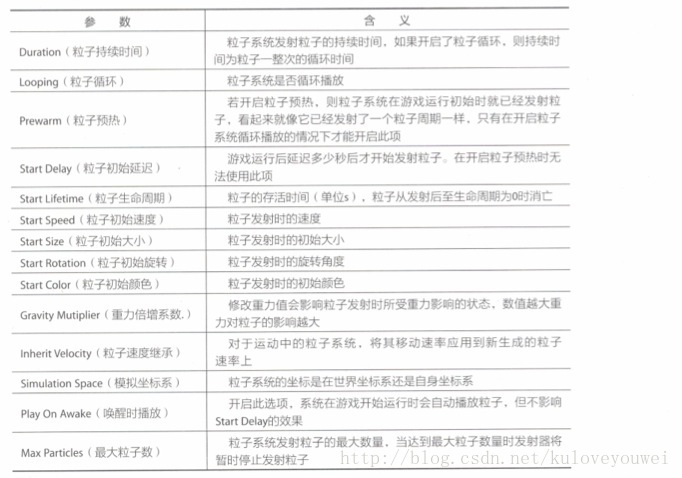 参 数 含 义
Duration（粒子持续时间） 粒子系统发射粒子的持续时间，如果开启了粒子循环，则持续时
间为粒子一整次的循环时间
Looping（粒子循环） 粒子系统是否循环播放
Prewarm（粒子预热） 若开启粒子预热，则粒子系统在游戏运行初始时就已经发射粒
子，看起来就像它已经发射了一个粒子周期一样，只有在开启粒子
系统循环播放的情况下才能开启此项
Start Delay（粒子初始延迟） 游戏运行后延迟多少秒后才开始发射粒子。在开启粒子预热时无
法使用此项
Start Lifetime（粒子生命周期） 粒子的存活时间（单位s），粒子从发射后至生命周期为0时消亡
Start Speed（粒子初始速度） 粒子发射时的速度
Start Size（粒子初始大小） 粒子发射时的初始大小
Start Rotation（粒子初始旋转） 粒子发射时的旋转角度
Start Color（粒子初始颜色） 粒子发射时的初始颜色
Gravity Mutiplier（重力倍增系数.） 修改重力值会影响粒子发射时所受重力影响的状态，数值越大重
力对粒子的影响越大
Inherit Velocity（粒子速度继承） 对于运动中的粒子系统，将其移动速率应用到新生成的粒子
速率上
Simulation Space（模拟坐标系） 粒子系统的坐标是在世界坐标系还是自身坐标系
Play On Awake（唤醒时播放） 开启此选项，系统在游戏开始运行时会自动播放粒子，但不影响
Start Delay的效果
Max Particles（最大粒子数） 粒子系统发射粒子的最大数量，当达到最大粒子数量时发射器将
暂时停止发射粒子
http://blog.csdn.net/kuloveyouwei